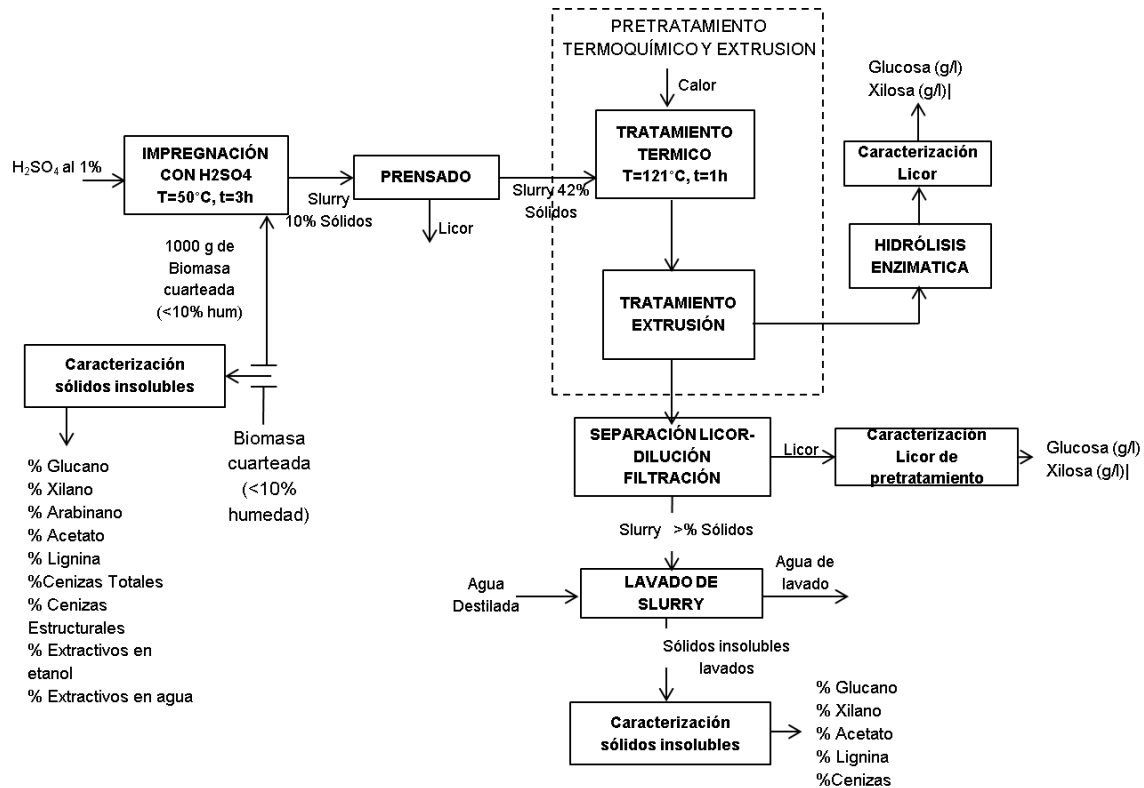 PRETRATAMIENTO
TERMOQUÍMICO Y EXTRUSION
Calor
TRATAMIENTO
TERMICO
T=121°C, t=1h
Glucosa (g/l)
Xilosa (g/l)|
Caracterización
Licor
HIDRÓLISIS
ENZIMATICA
H₂SO₄ al 1%
IMPREGNACIÓN
CON H2SO4
T=50°C, t=3h
Slurry
10% Sólidos
PRENSADO
Licor
Slurry 42%
Sólidos
1000 g de
Biomasa
cuarteada
(<10% hum)
TRATAMIENTO
EXTRUSIÓN
Caracterización
sólidos insolubles
Biomasa
cuarteada
(<10%
humedad)
% Glucano
% Xilano
% Arabinano
% Acetato
% Lignina
%Cenizas Totales
% Cenizas
Estructurales
% Extractivos en
etanol
% Extractivos en agua
SEPARACIÓN LICOR-
DILUCIÓN
FILTRACIÓN
Licor
Caracterización
Licor de
pretratamiento
Glucosa (g/l)
Xilosa (g/l)|
Slurry >% Sólidos
Agua
Destilada
LAVADO DE
SLURRY
Agua de
lavado
Sólidos insolubles
lavados
Caracterización
sólidos insolubles
% Glucano
% Xilano
% Acetato
% Lignina
%Cenizas